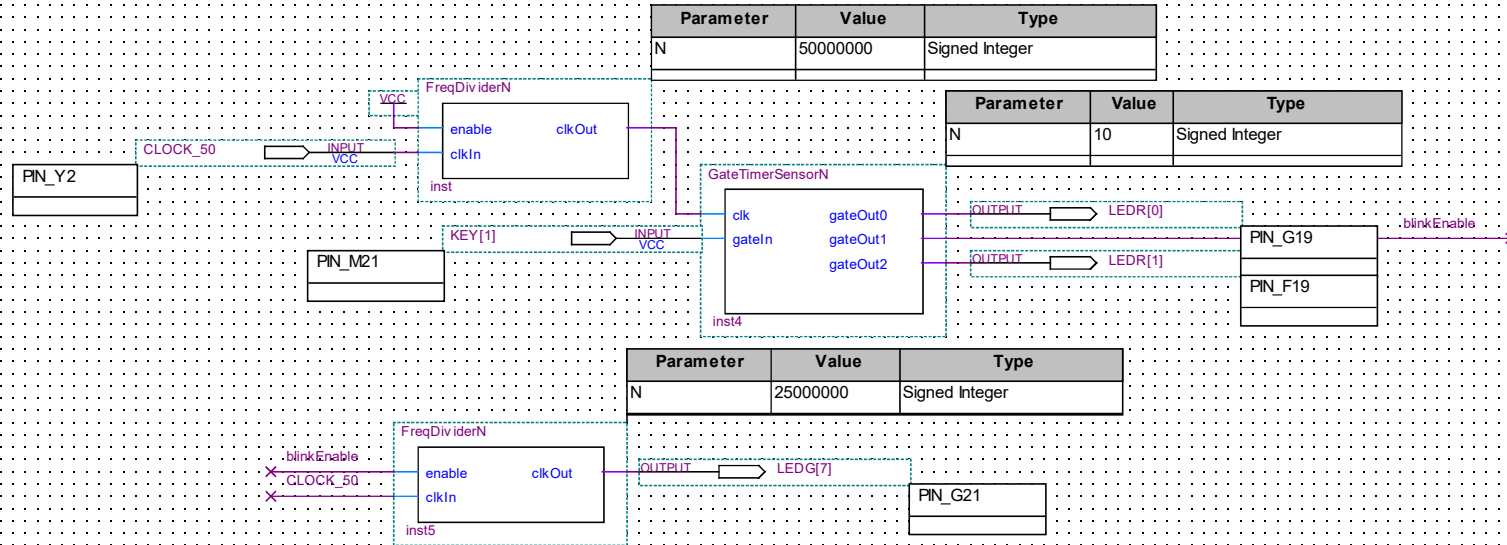 Parameter Value Type
N 50000000 Signed Integer
FreqDividerN
VCC
enable clkOut
clkIn
inst
CLOCK_50 INPUT
VCC
PIN_Y2
Parameter Value Type
N 10 Signed Integer
GateTimerSensorN
clk gateOut0
gateIn gateOut1
gateOut2
inst4
KEY[1] INPUT
VCC
PIN_M21
OUTPUT LEDR[0]
blinkEnable
OUTPUT LEDR[1]
PIN_G19
PIN_F19
Parameter Value Type
N 25000000 Signed Integer
FreqDividerN
blinkEnable
CLOCK_50
enable clkOut
clkIn
inst5
OUTPUT LEDG[7]
PIN_G21